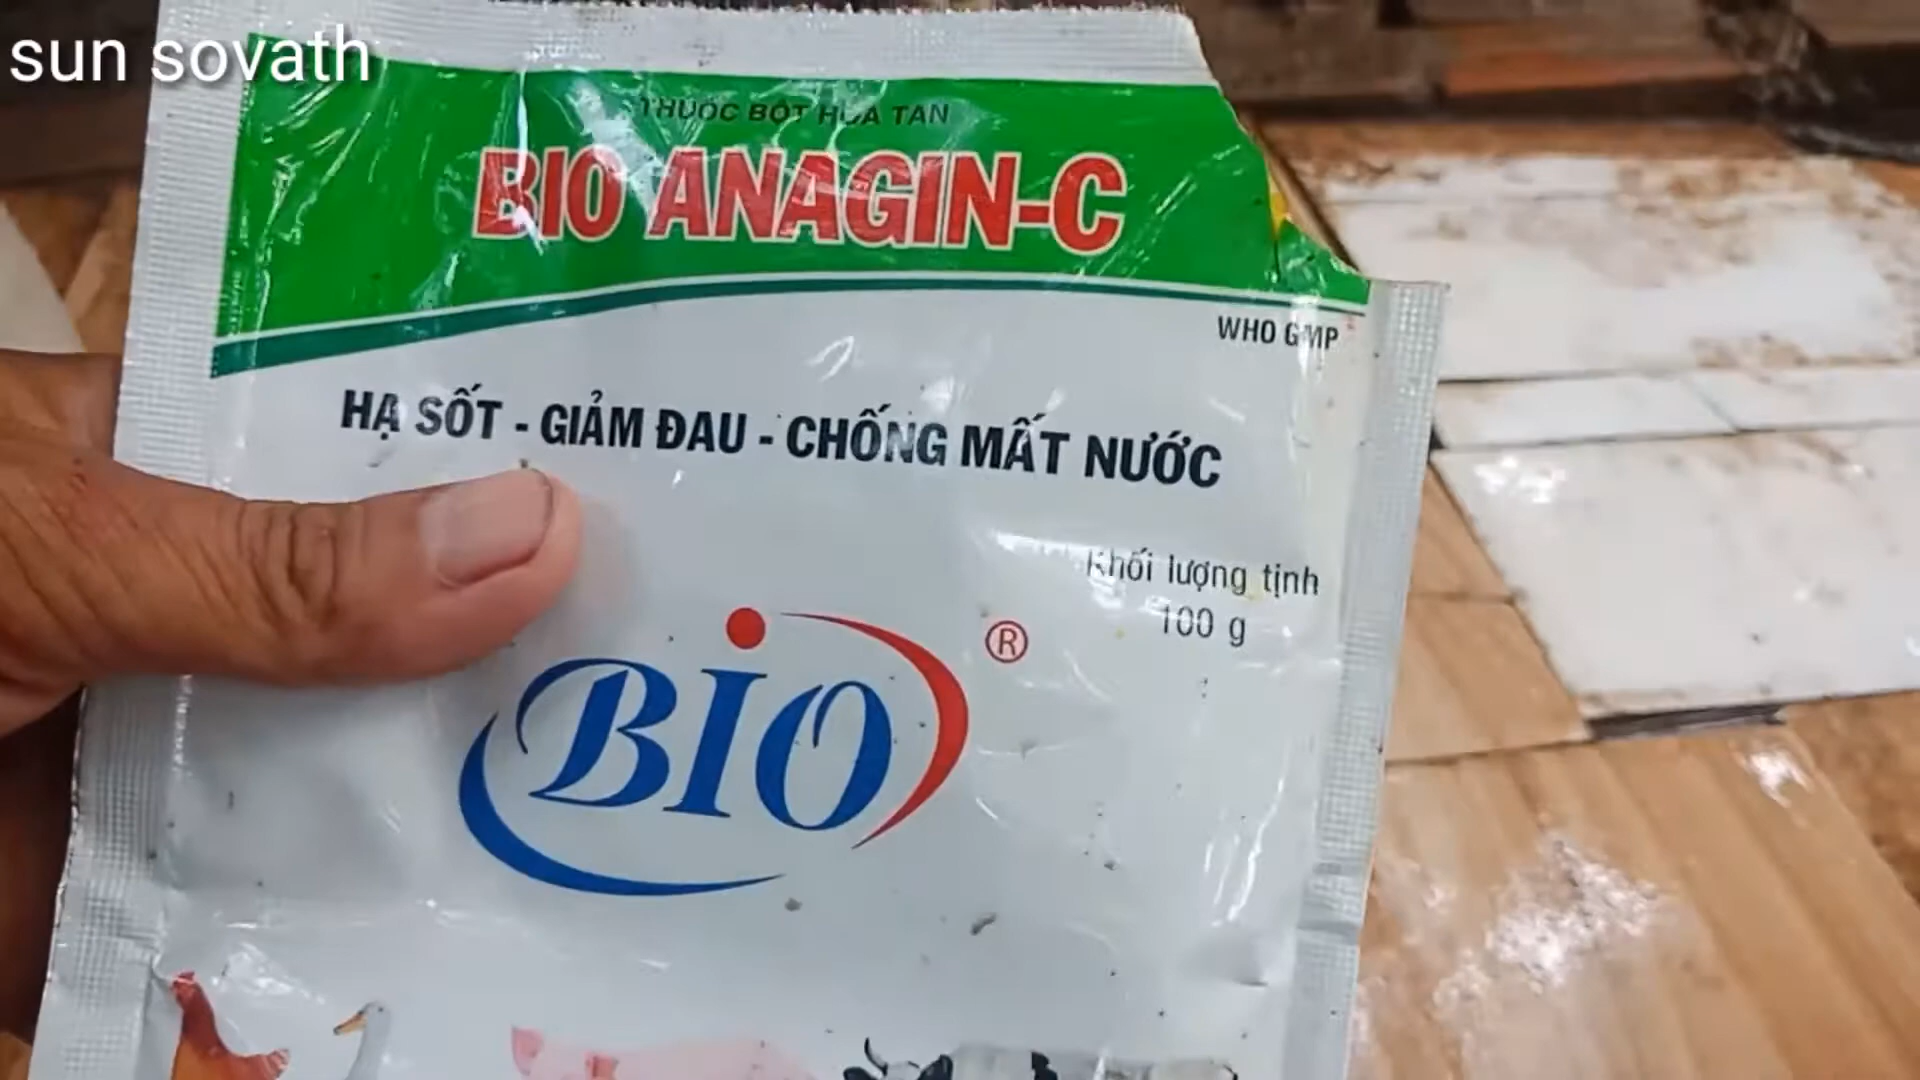 sun sovath
THUỐC BỘT HÒA TAN
BIO ANAGIN-C
WHO GMP
HẠ SỐT - GIẢM ĐAU - CHỐNG MẤT NƯỚC
Khối lượng tịnh
100 g
BIO ®